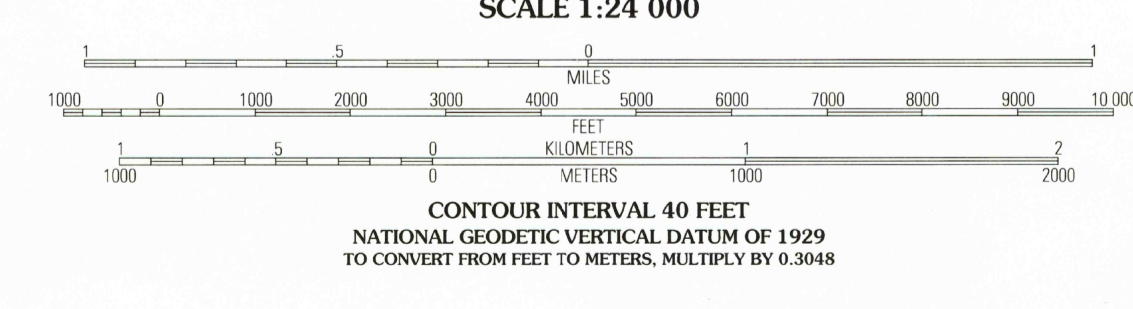 SCALE 1:24 000
1 .5 0 1
MILES
1000 0 1000 2000 3000 4000 5000 6000 7000 8000 9000 10 000
FEET
1 .5 0 KILOMETERS 1 2
1000 0 METERS 1000 2000
CONTOUR INTERVAL 40 FEET
NATIONAL GEODETIC VERTICAL DATUM OF 1929
TO CONVERT FROM FEET TO METERS, MULTIPLY BY 0.3048